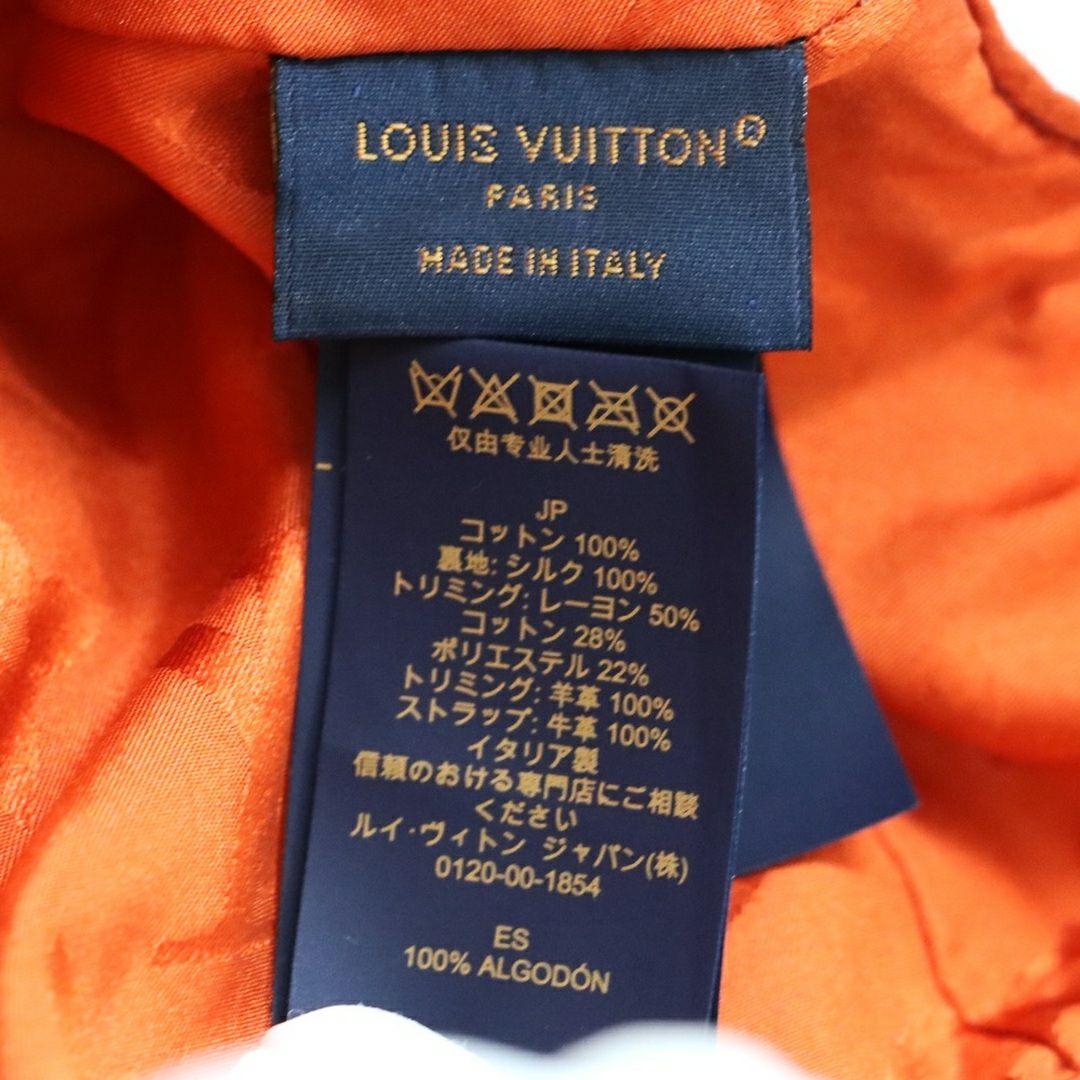 LOUIS VUITTON®
PARIS
MADE IN ITALY
仅由专业人士清洗
JP
コットン 100%
裏地: シルク 100%
トリミング: レーヨン 50%
コットン 28%
ポリエステル 22%
トリミング: 羊革 100%
ストラップ: 牛革 100%
イタリア製
信頼のおける専門店にご相談
ください
ルイ·ヴィトン ジャパン(株)
0120-00-1854
ES
100% ALGODÓN